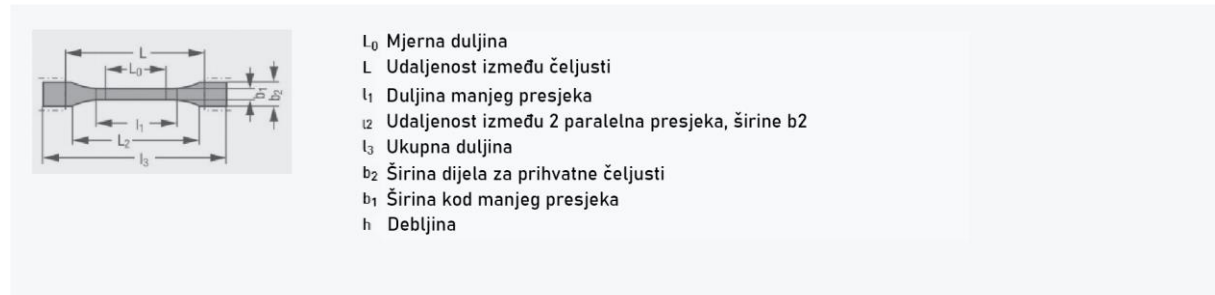 L
L₀
b₁
b₂
l₁
L₂
l₃
L₀ Mjerna duljina
L Udaljenost između čeljusti
l₁ Duljina manjeg presjeka
l2 Udaljenost između 2 paralelna presjeka, širine b2
l₃ Ukupna duljina
b₂ Širina dijela za prihvatne čeljusti
b₁ Širina kod manjeg presjeka
h Debljina